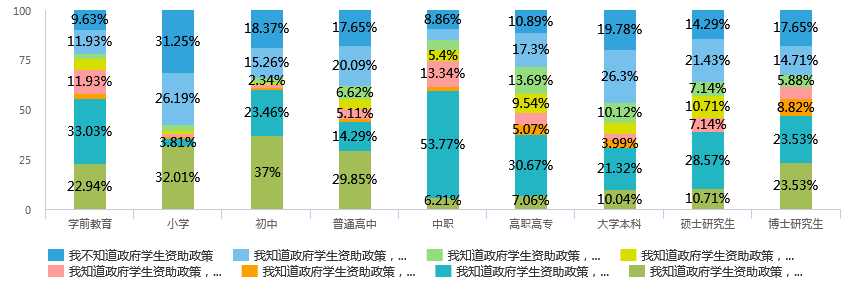 100
75
50
25
0
9.63% 11.93% 11.93% 33.03% 22.94%
31.25% 26.19% 3.81% 32.01%
18.37% 15.26% 2.34% 23.46% 37%
17.65% 20.09% 6.62% 5.11% 14.29% 29.85%
8.86% 5.4% 13.34% 53.77% 6.21%
10.89% 17.3% 13.69% 9.54% 5.07% 30.67% 7.06%
19.78% 26.3% 10.12% 3.99% 21.32% 10.04%
14.29% 21.43% 7.14% 10.71% 7.14% 28.57% 10.71%
17.65% 14.71% 5.88% 8.82% 23.53% 23.53%
学前教育 小学 初中 普通高中 中职 高职高专 大学本科 硕士研究生 博士研究生
我不知道政府学生资助政策 我知道政府学生资助政策，... 我知道政府学生资助政策，... 我知道政府学生资助政策，...
我知道政府学生资助政策，... 我知道政府学生资助政策，... 我知道政府学生资助政策，... 我知道政府学生资助政策，...